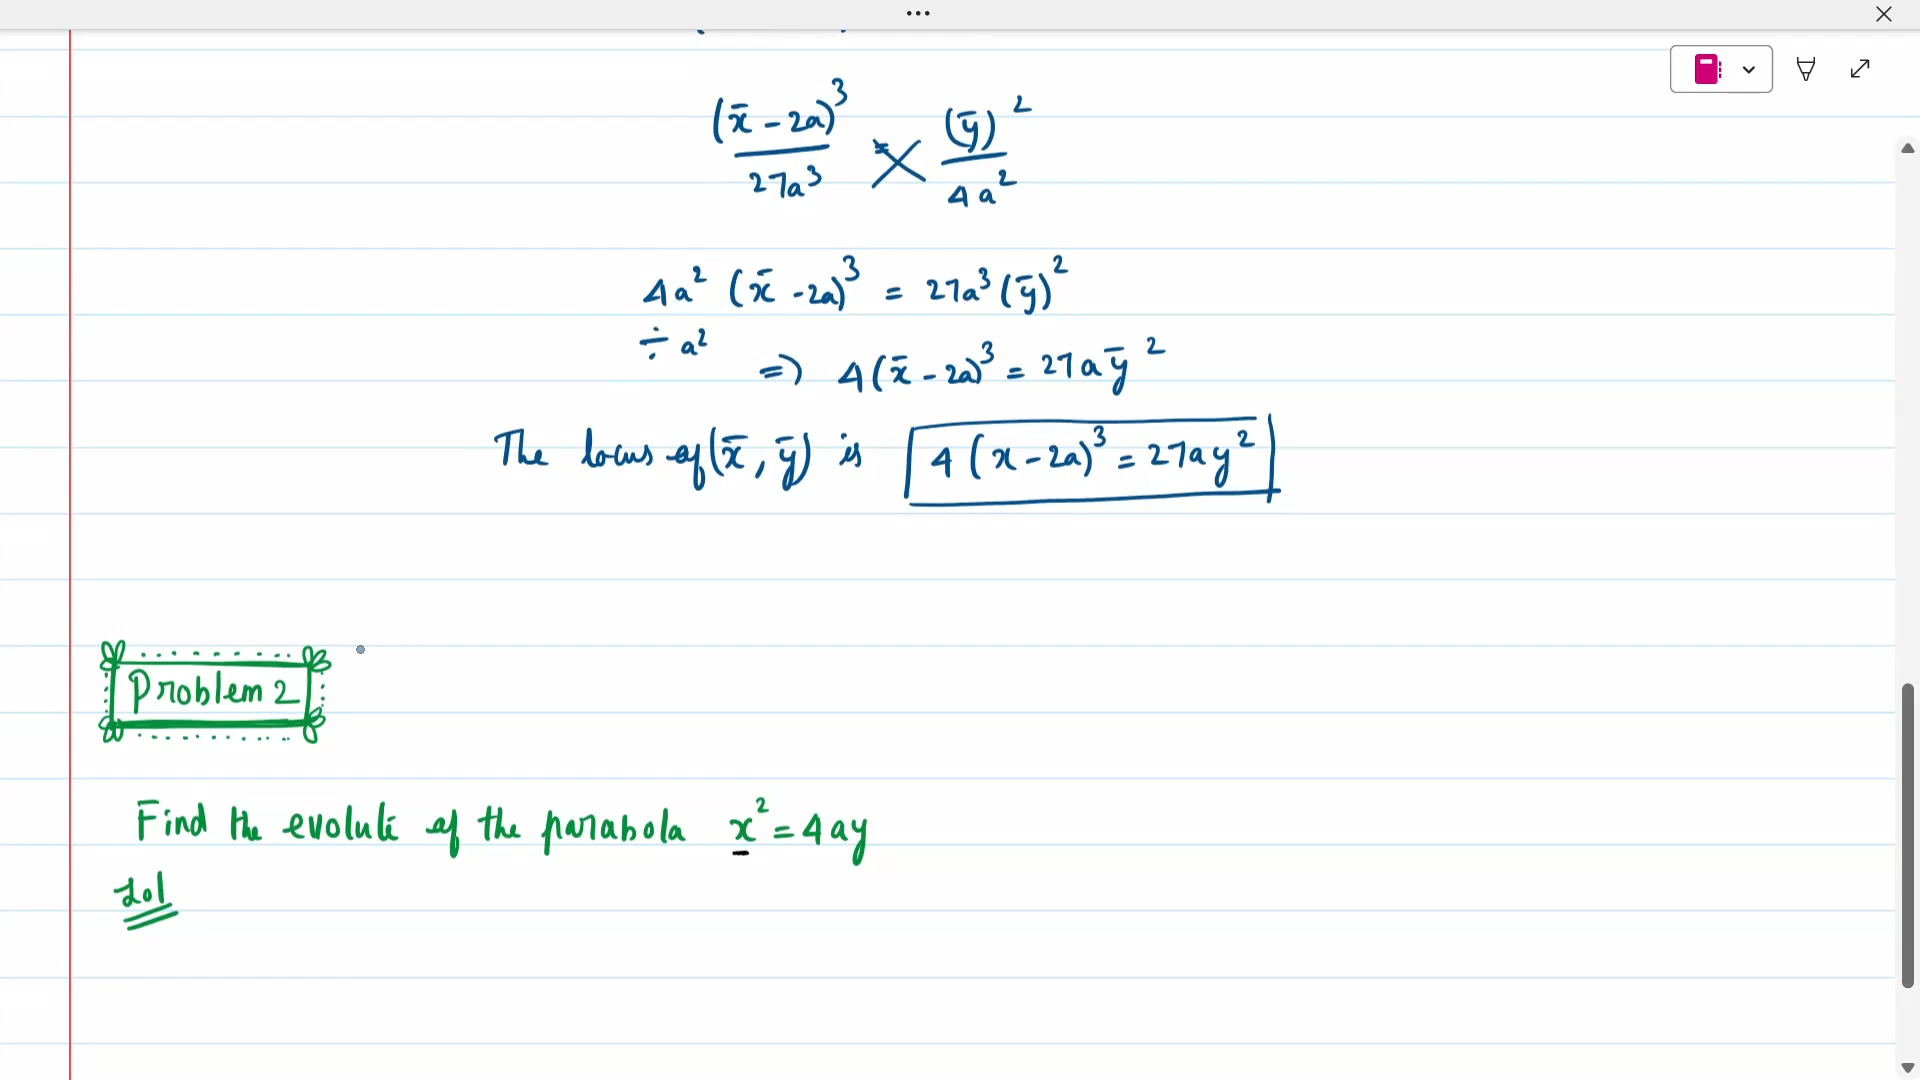 (x̄ - 2a)³ / 27a³ = (ȳ)² / 4a²
4a² (x̄ - 2a)³ = 27a³ (ȳ)²
÷ a²
⇒ 4(x̄ - 2a)³ = 27aȳ²
The locus of (x̄, ȳ) is 4(x - 2a)³ = 27ay²
Problem 2
Find the evolute of the parabola x² = 4ay
Sol